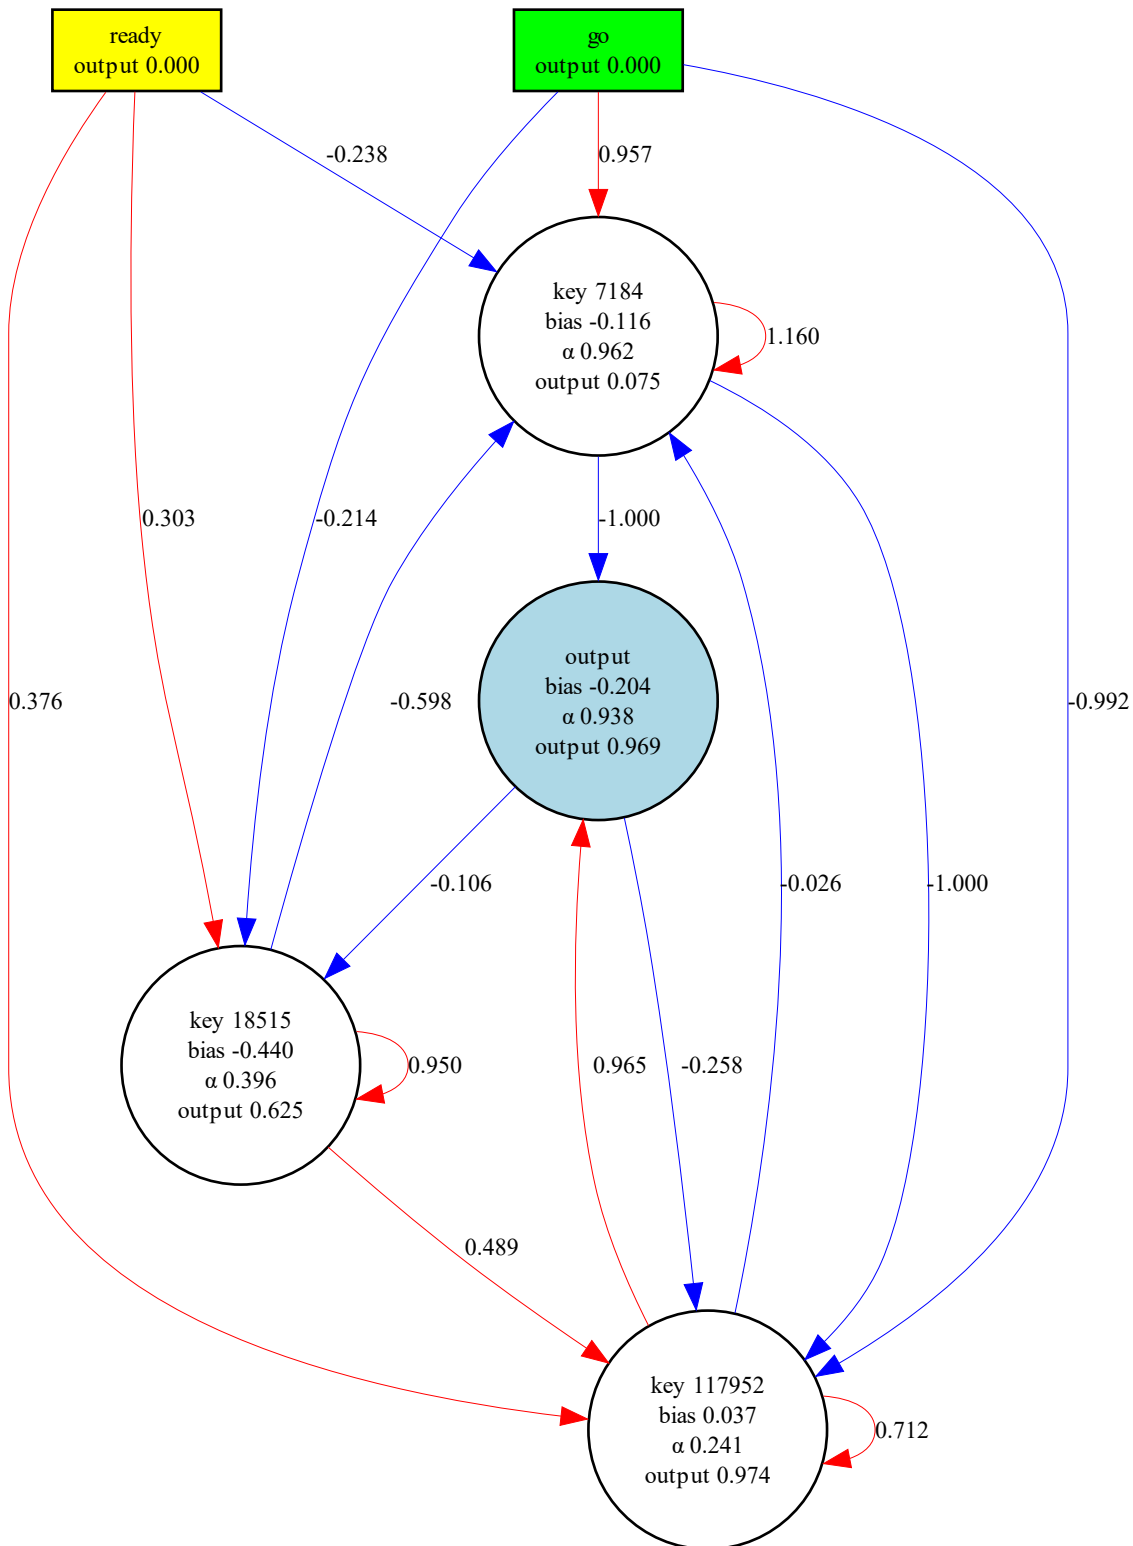 ready
output 0.000
go
output 0.000
-0.238
0.957
key 7184
bias -0.116
α 0.962
output 0.075
1.160
0.303
-0.214
-1.000
output
bias -0.204
α 0.938
output 0.969
0.376
-0.598
-0.992
-0.106
-0.026
-1.000
key 18515
bias -0.440
α 0.396
output 0.625
0.950
0.965
-0.258
0.489
key 117952
bias 0.037
α 0.241
output 0.974
0.712